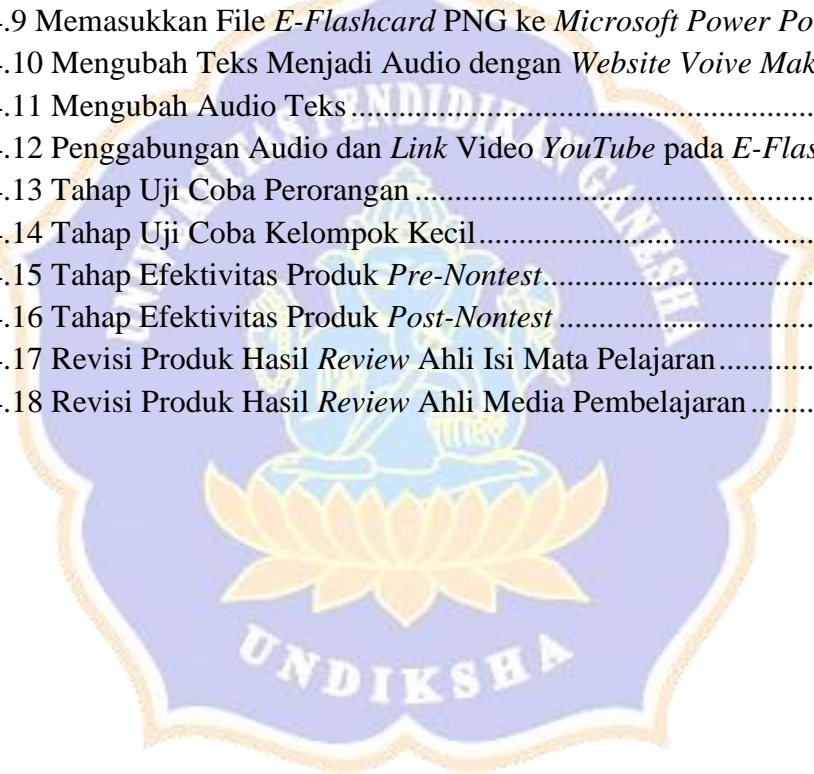 .9 Memasukkan File E-Flashcard PNG ke Microsoft Power Po
.10 Mengubah Teks Menjadi Audio dengan Website Voive Mak
.11 Mengubah Audio Teks
.12 Penggabungan Audio dan Link Video YouTube pada E-Flas
.13 Tahap Uji Coba Perorangan
.14 Tahap Uji Coba Kelompok Kecil
.15 Tahap Efektivitas Produk Pre-Nontest
.16 Tahap Efektivitas Produk Post-Nontest
.17 Revisi Produk Hasil Review Ahli Isi Mata Pelajaran
.18 Revisi Produk Hasil Review Ahli Media Pembelajaran
UNIVERSITAS PENDIDIKAN GANESHA
UNDIKSHA